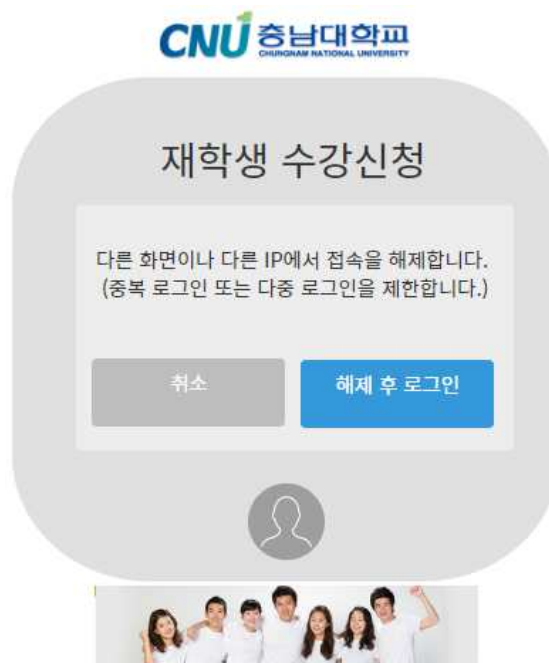 CNU 충남대학교
CHUNGNAM NATIONAL UNIVERSITY
재학생 수강신청
다른 화면이나 다른 IP에서 접속을 해제합니다.
(중복 로그인 또는 다중 로그인을 제한합니다.)
취소
해제 후 로그인